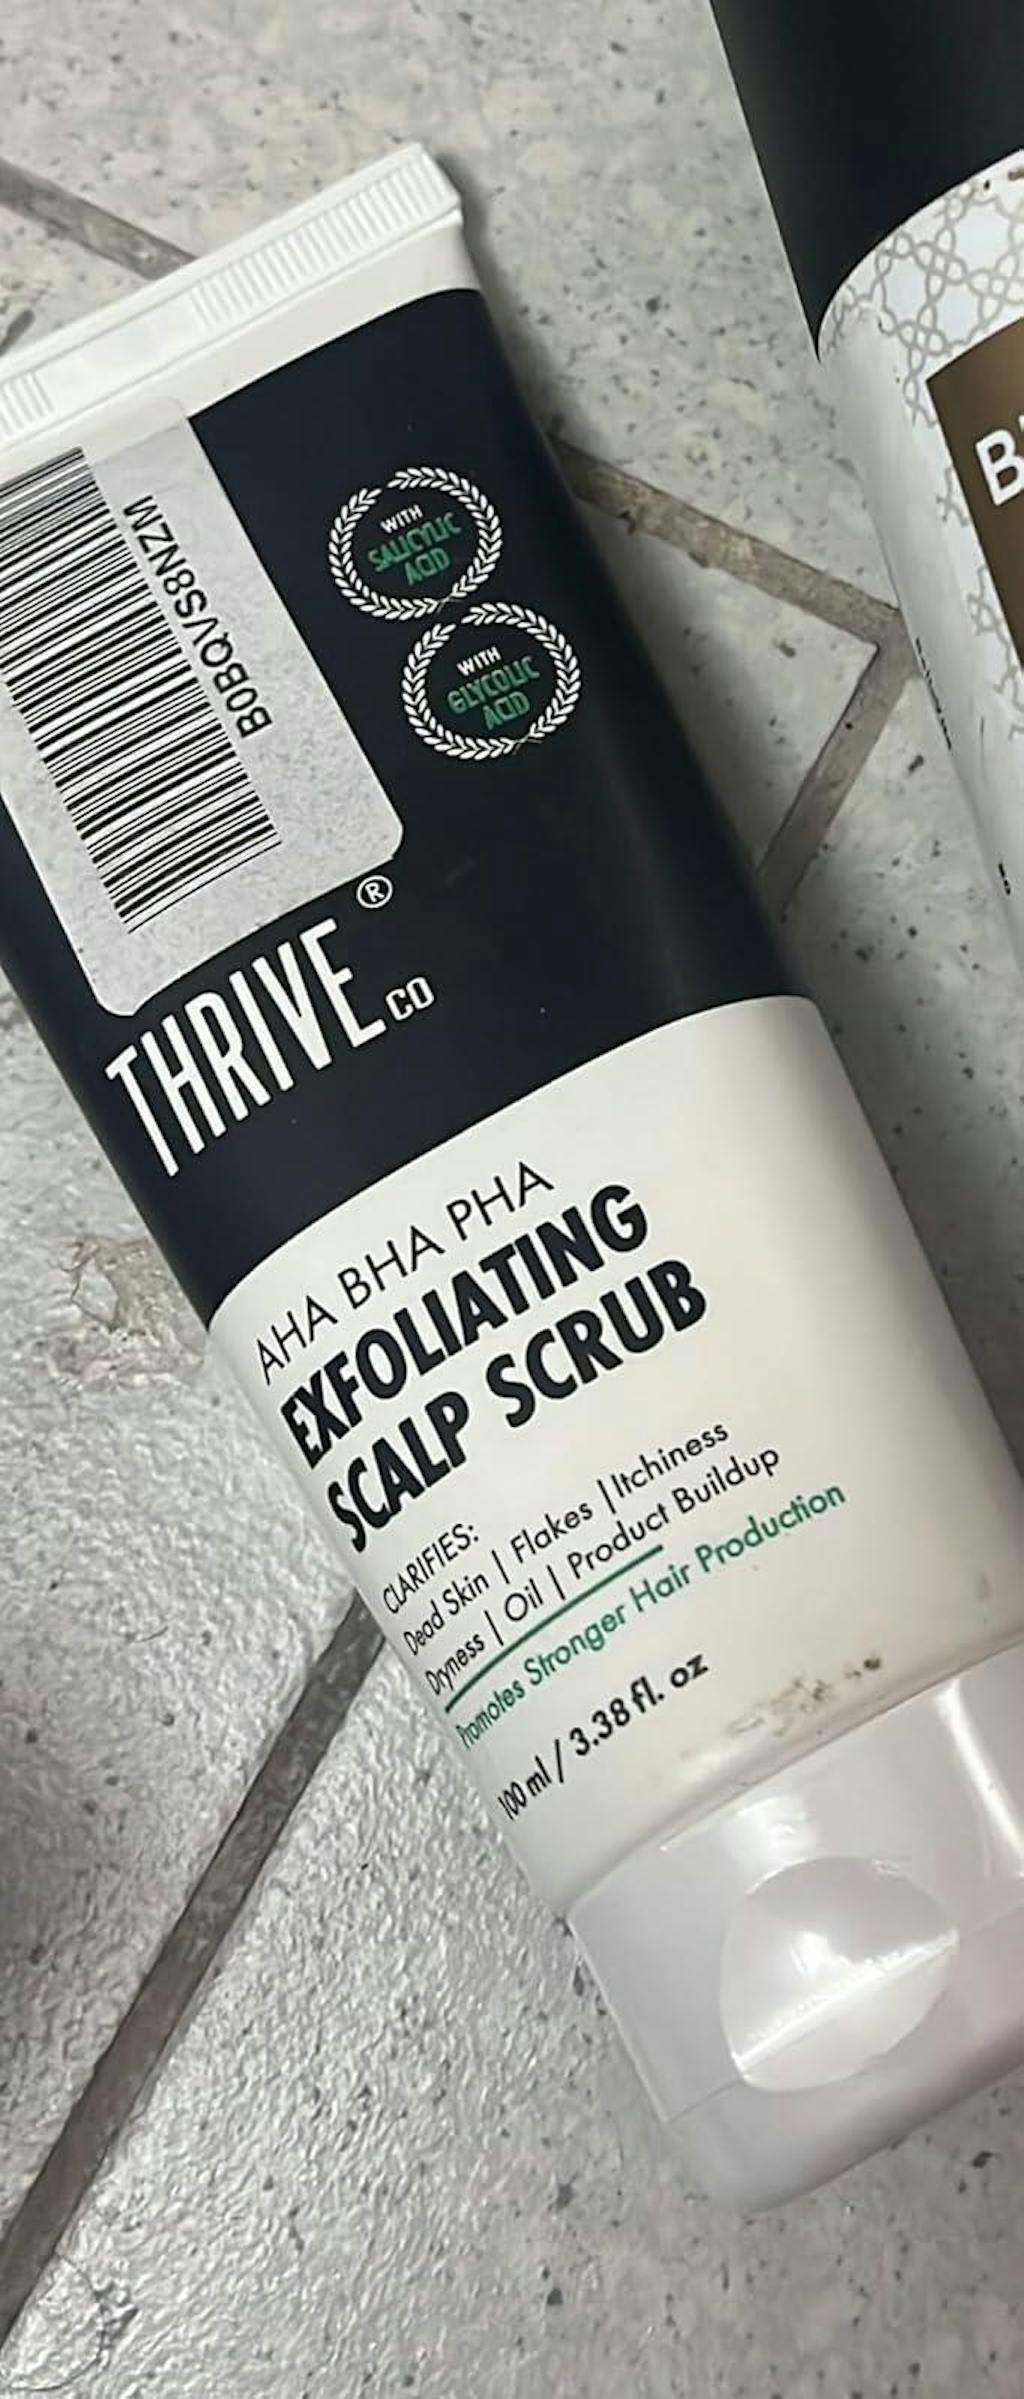 B0BQVS8NZM
WITH
SALICYLIC
ACID
WITH
GLYCOLIC
ACID
THRIVE CO ®
AHA BHA PHA
EXFOLIATING
SCALP SCRUB
CLARIFIES:
Dead Skin | Flakes | Itchiness
Dryness | Oil | Product Buildup
Promotes Stronger Hair Production
100 ml / 3.38 fl. oz